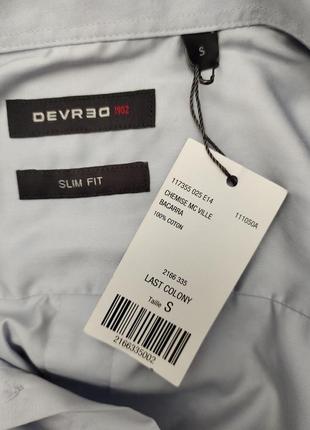 S
DEVRED 1902
SLIM FIT
117355 025 E14
CHEMISE MC VILLE
BACARRA
100% COTON
111050A
2166 335
LAST COLONY
Taille S
2166335002